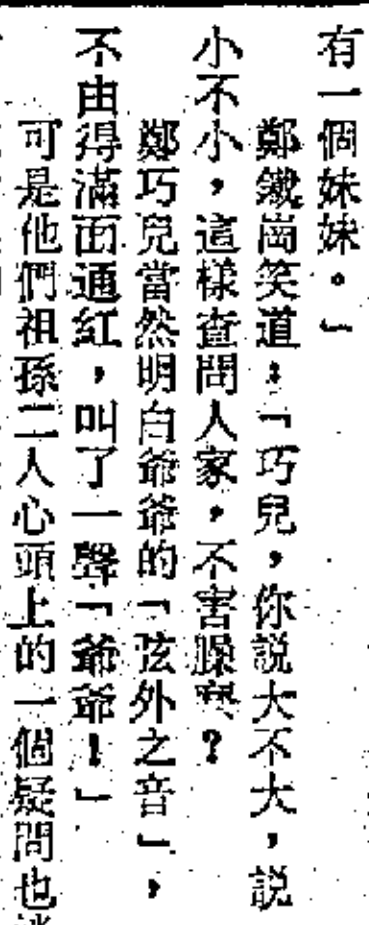 有一個妹妹。」
鄭鐵崗笑道：「巧兒，你說大不大，說
小不小，這樣查問人家，不害臊嗎？
鄭巧兒當然明白爺爺的「弦外之音」，
不由得滿面通紅，叫了一聲「爺爺！」
可是他們祖孫二人心頭上的一個疑問也